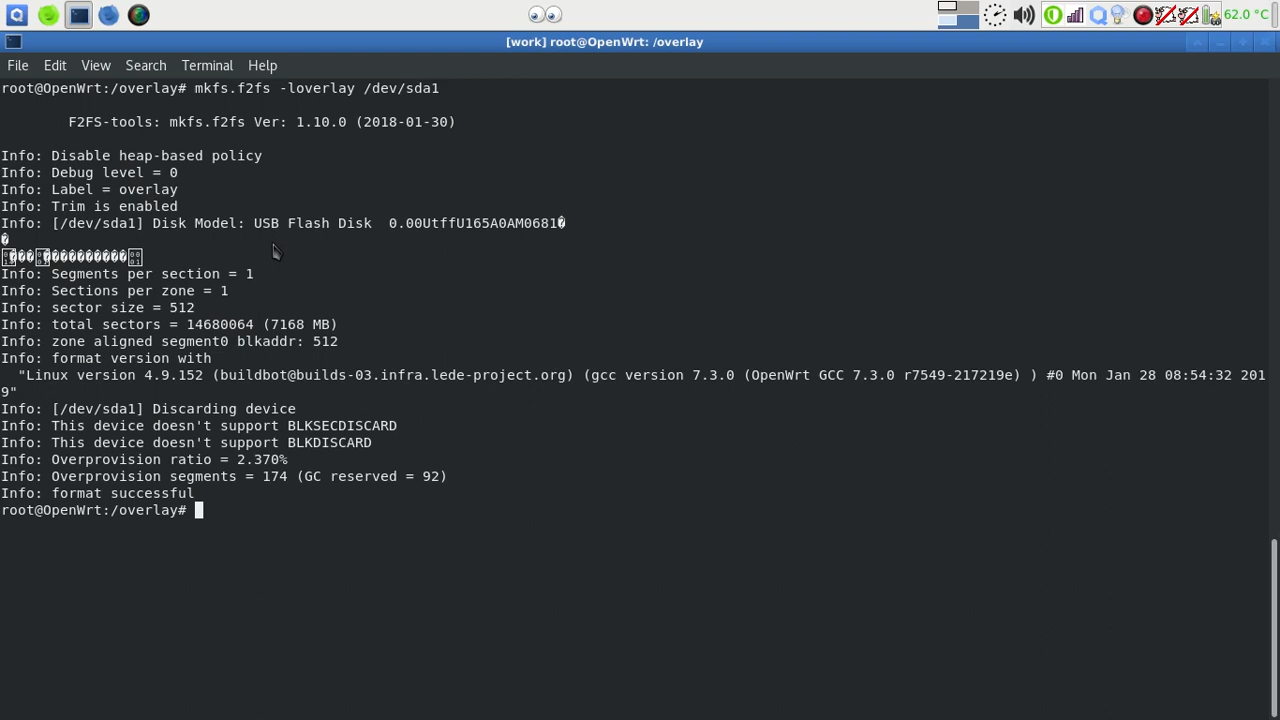 62.0 °C
[work] root@OpenWrt: /overlay
File Edit View Search Terminal Help
root@OpenWrt:/overlay# mkfs.f2fs -loverlay /dev/sda1
F2FS-tools: mkfs.f2fs Ver: 1.10.0 (2018-01-30)
Info: Disable heap-based policy
Info: Debug level = 0
Info: Label = overlay
Info: Trim is enabled
Info: [/dev/sda1] Disk Model: USB Flash Disk  0.00UtffU165A0AM0681�
�
���������������
Info: Segments per section = 1
Info: Sections per zone = 1
Info: sector size = 512
Info: total sectors = 14680064 (7168 MB)
Info: zone aligned segment0 blkaddr: 512
Info: format version with
"Linux version 4.9.152 (buildbot@builds-03.infra.lede-project.org) (gcc version 7.3.0 (OpenWrt GCC 7.3.0 r7549-217219e) ) #0 Mon Jan 28 08:54:32 201
9"
Info: [/dev/sda1] Discarding device
Info: This device doesn't support BLKSECDISCARD
Info: This device doesn't support BLKDISCARD
Info: Overprovision ratio = 2.370%
Info: Overprovision segments = 174 (GC reserved = 92)
Info: format successful
root@OpenWrt:/overlay#